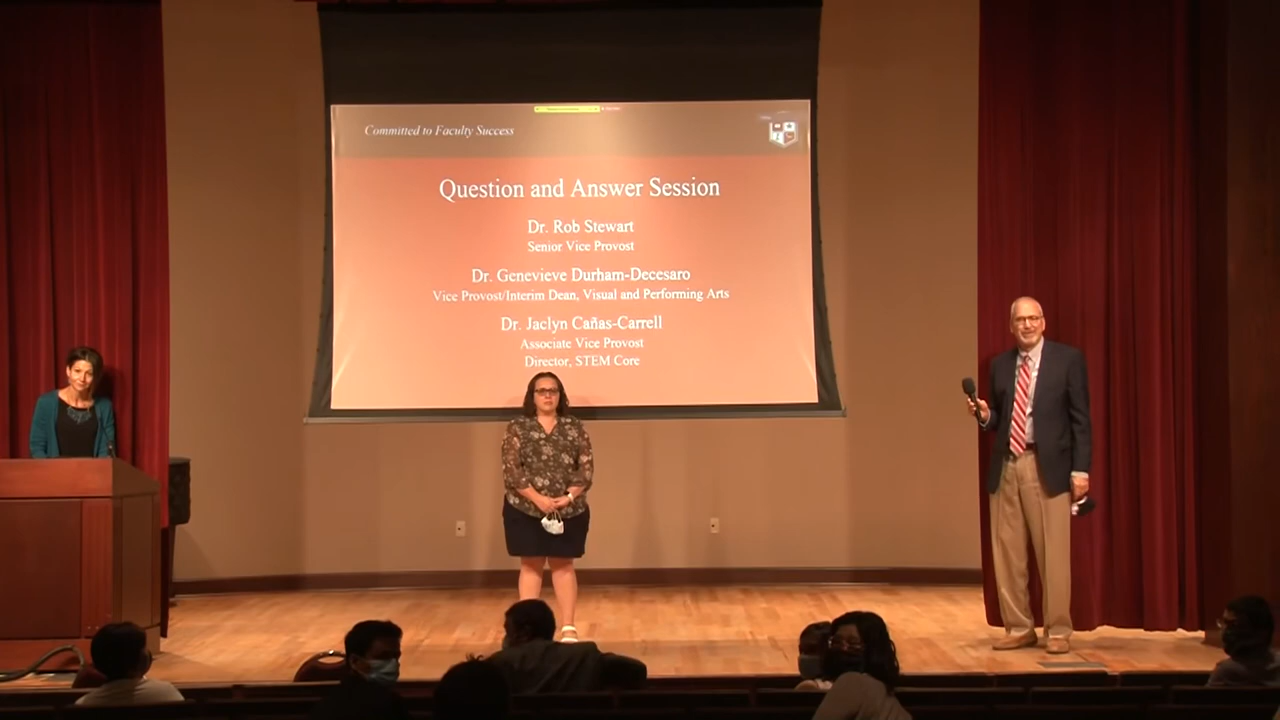 Committed to Faculty Success
Question and Answer Session
Dr. Rob Stewart
Senior Vice Provost
Dr. Genevieve Durham-Decesaro
Vice Provost/Interim Dean, Visual and Performing Arts
Dr. Jaclyn Cañas-Carrell
Associate Vice Provost
Director, STEM Core